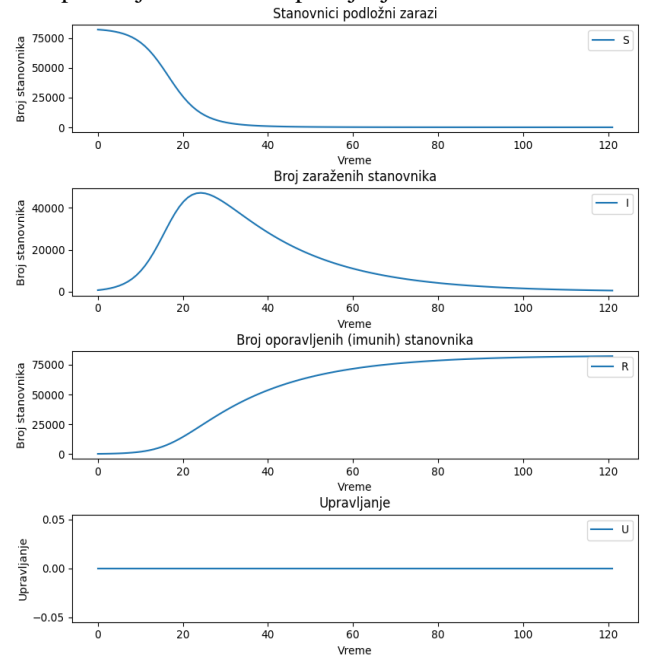 Stanovnici podložni zarazi
75000
50000
25000
0
Broj stanovnika
S
0 20 40 60 80 100 120
Vreme
Broj zaraženih stanovnika
40000
20000
0
Broj stanovnika
I
0 20 40 60 80 100 120
Vreme
Broj oporavljenih (imunih) stanovnika
75000
50000
25000
0
Broj stanovnika
R
0 20 40 60 80 100 120
Vreme
Upravljanje
0.05
0.00
−0.05
Upravljanje
U
0 20 40 60 80 100 120
Vreme